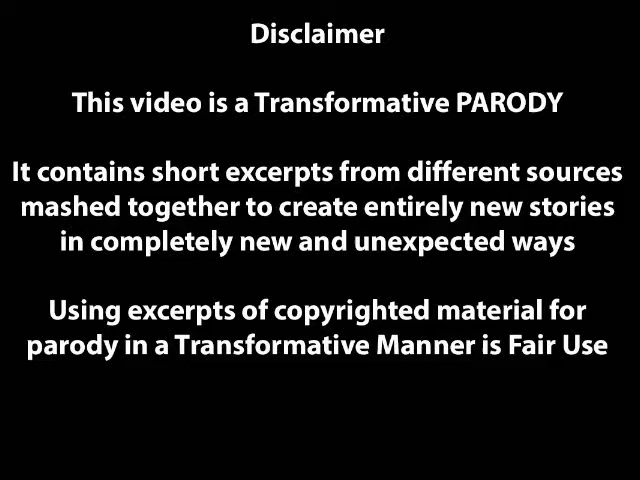 Disclaimer
This video is a Transformative PARODY
It contains short excerpts from different sources
mashed together to create entirely new stories
in completely new and unexpected ways
Using excerpts of copyrighted material for
parody in a Transformative Manner is Fair Use